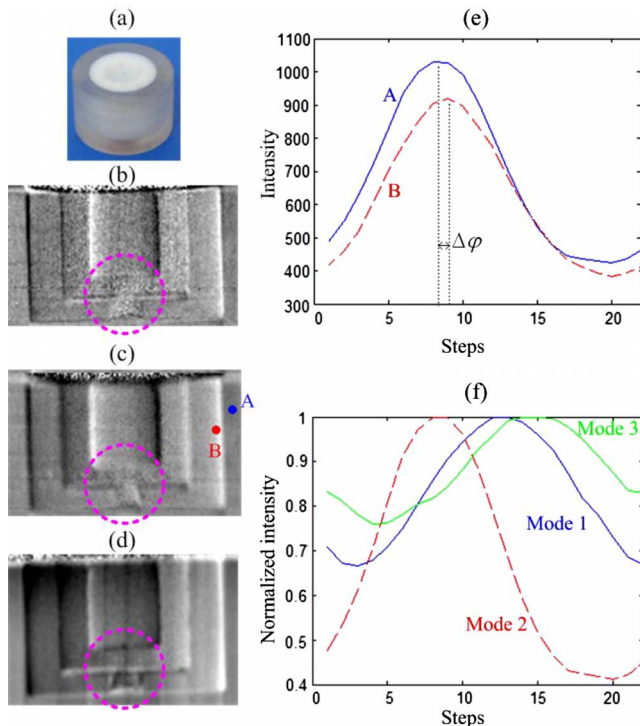 (a)
(b)
(c)
A
B
(d)
(e)
1100
1000
900
800
700
600
500
400
300
Intensity
A
B
Δφ
0
5
10
15
20
Steps
(f)
1
0.9
0.8
0.7
0.6
0.5
0.4
Normalized intensity
Mode 3
Mode 1
Mode 2
0
5
10
15
20
Steps